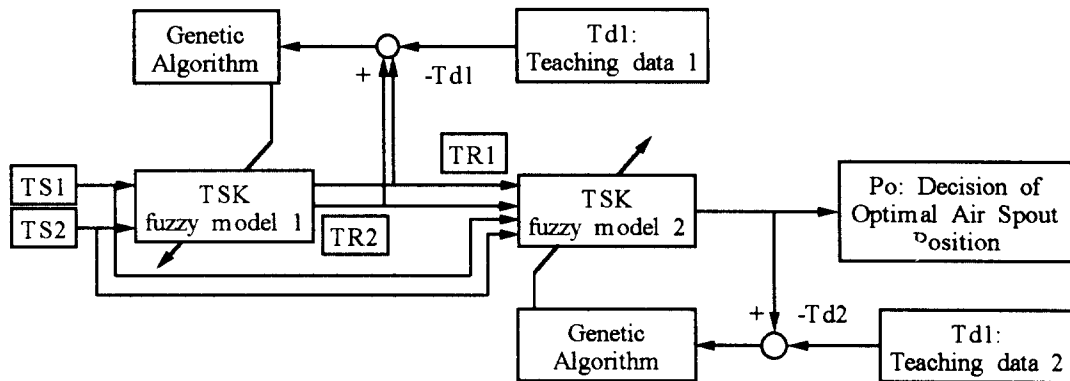 Genetic
Algorithm
Td1:
Teaching data 1
+
-Td1
TR1
TS1
TS2
TSK
fuzzy model 1
TR2
TSK
fuzzy model 2
Po: Decision of
Optimal Air Spout
Position
+
-Td2
Genetic
Algorithm
Td1:
Teaching data 2